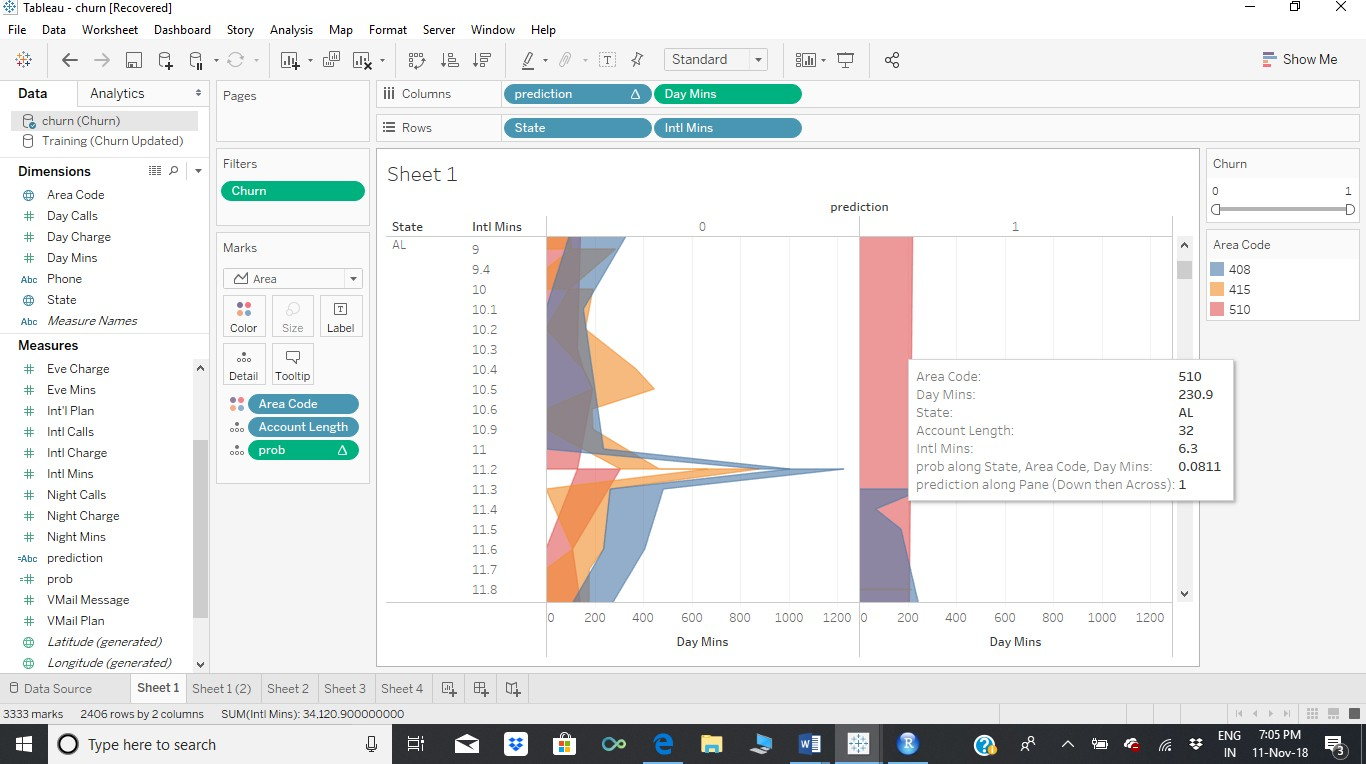 Tableau - churn [Recovered]
File Data Worksheet Dashboard Story Analysis Map Format Server Window Help
Standard
Show Me
Data Analytics
churn (Churn)
Training (Churn Updated)
Dimensions
Area Code
Day Calls
Day Charge
Day Mins
Abc Phone
State
Abc Measure Names
Measures
Eve Charge
Eve Mins
Int'l Plan
Intl Calls
Intl Charge
Intl Mins
Night Calls
Night Charge
Night Mins
=Abc prediction
=# prob
VMail Message
VMail Plan
Latitude (generated)
Longitude (generated)
Pages
Filters
Churn
Marks
Area
Color Size Label
Detail Tooltip
Area Code
Account Length
prob
Columns prediction Day Mins
Rows State Intl Mins
Sheet 1
prediction
State Intl Mins 0 1
AL 9
9.4
10
10.1
10.2
10.3
10.4
10.5
10.6
10.9
11
11.2
11.3
11.4
11.5
11.6
11.7
11.8
0 200 400 600 800 1000 1200 0 200 400 600 800 1000 1200
Day Mins Day Mins
Area Code: 510
Day Mins: 230.9
State: AL
Account Length: 32
Intl Mins: 6.3
prob along State, Area Code, Day Mins: 0.0811
prediction along Pane (Down then Across): 1
Churn
0 1
Area Code
408
415
510
Data Source Sheet 1 Sheet 1 (2) Sheet 2 Sheet 3 Sheet 4
3333 marks 2406 rows by 2 columns SUM(Intl Mins): 34,120.900000000
Type here to search
ENG 7:05 PM
IN 11-Nov-18
3